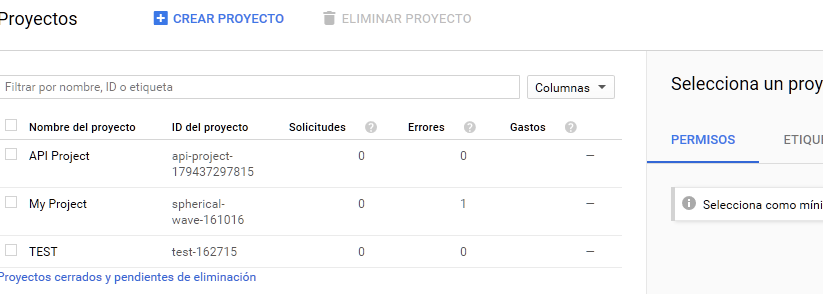 Proyectos
CREAR PROYECTO
ELIMINAR PROYECTO
Filtrar por nombre, ID o etiqueta
Columnas
Selecciona un proy
PERMISOS
ETIQUE
Selecciona como míni
Nombre del proyecto ID del proyecto Solicitudes ? Errores ? Gastos ?
API Project api-project-179437297815 0 0 —
My Project spherical-wave-161016 0 1 —
TEST test-162715 0 0 —
Proyectos cerrados y pendientes de eliminación